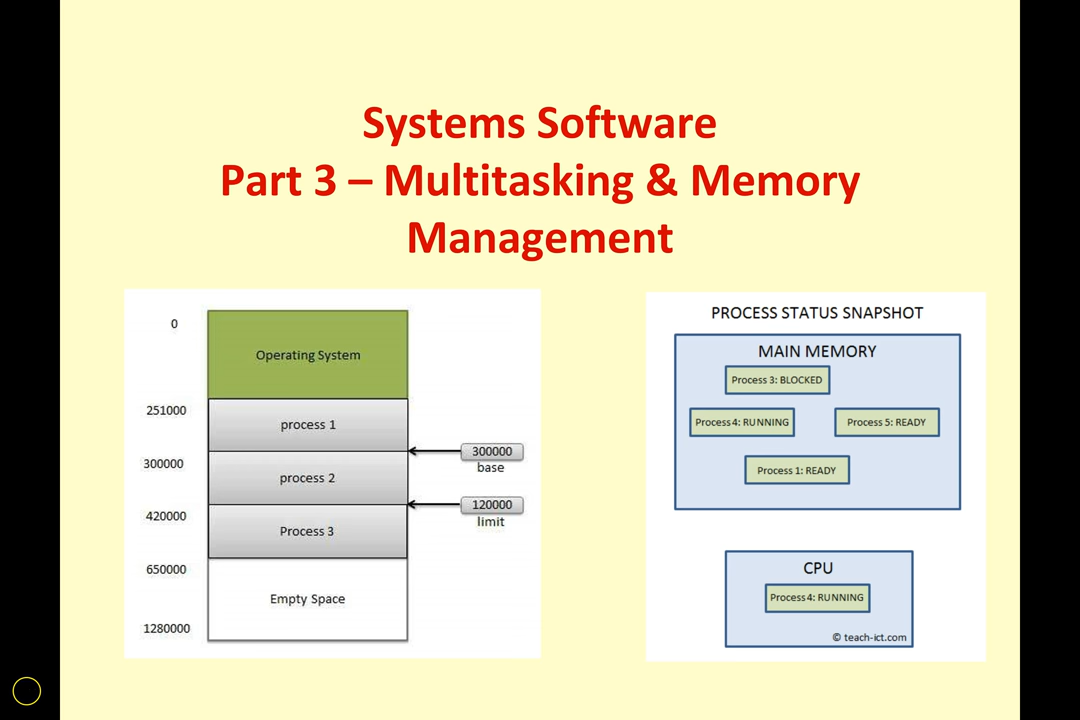 Systems Software
Part 3 – Multitasking & Memory
Management
0
Operating System
251000
process 1
300000
base
300000
process 2
120000
limit
420000
Process 3
650000
Empty Space
1280000
PROCESS STATUS SNAPSHOT
MAIN MEMORY
Process 3: BLOCKED
Process 4: RUNNING
Process 5: READY
Process 1: READY
CPU
Process 4: RUNNING
© teach-ict.com